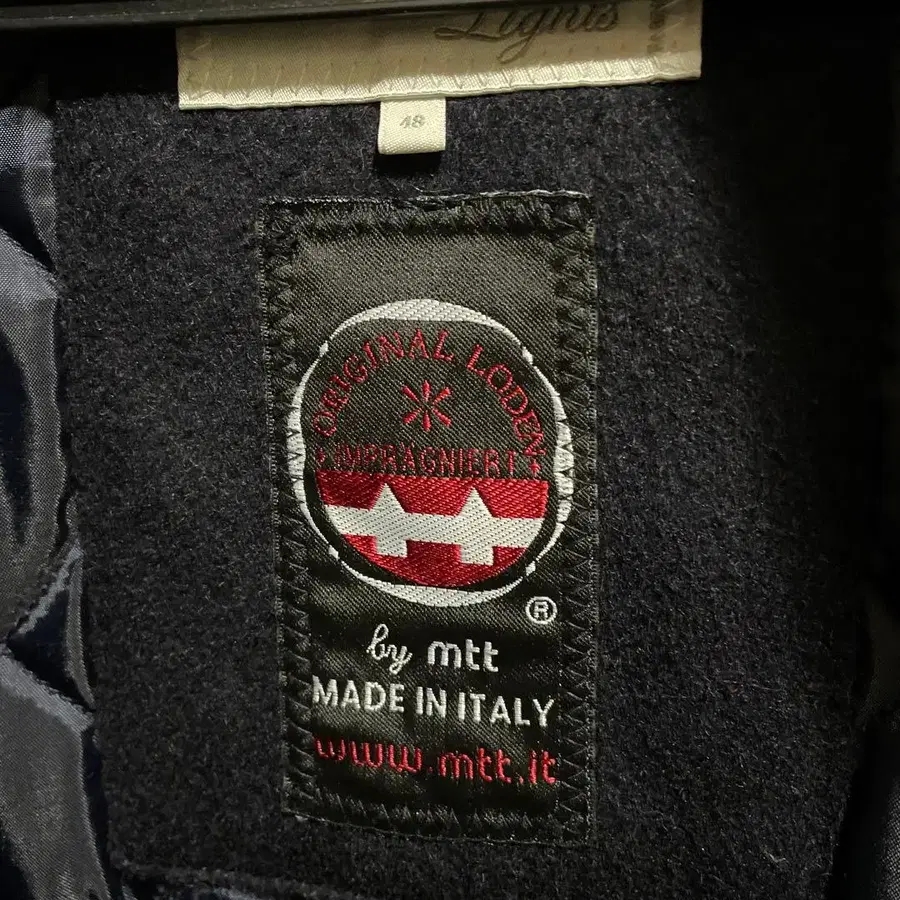 Lignis
48
ORIGINAL LODEN
IMPRÄGNIERT
®
by mtt
MADE IN ITALY
www.mtt.it